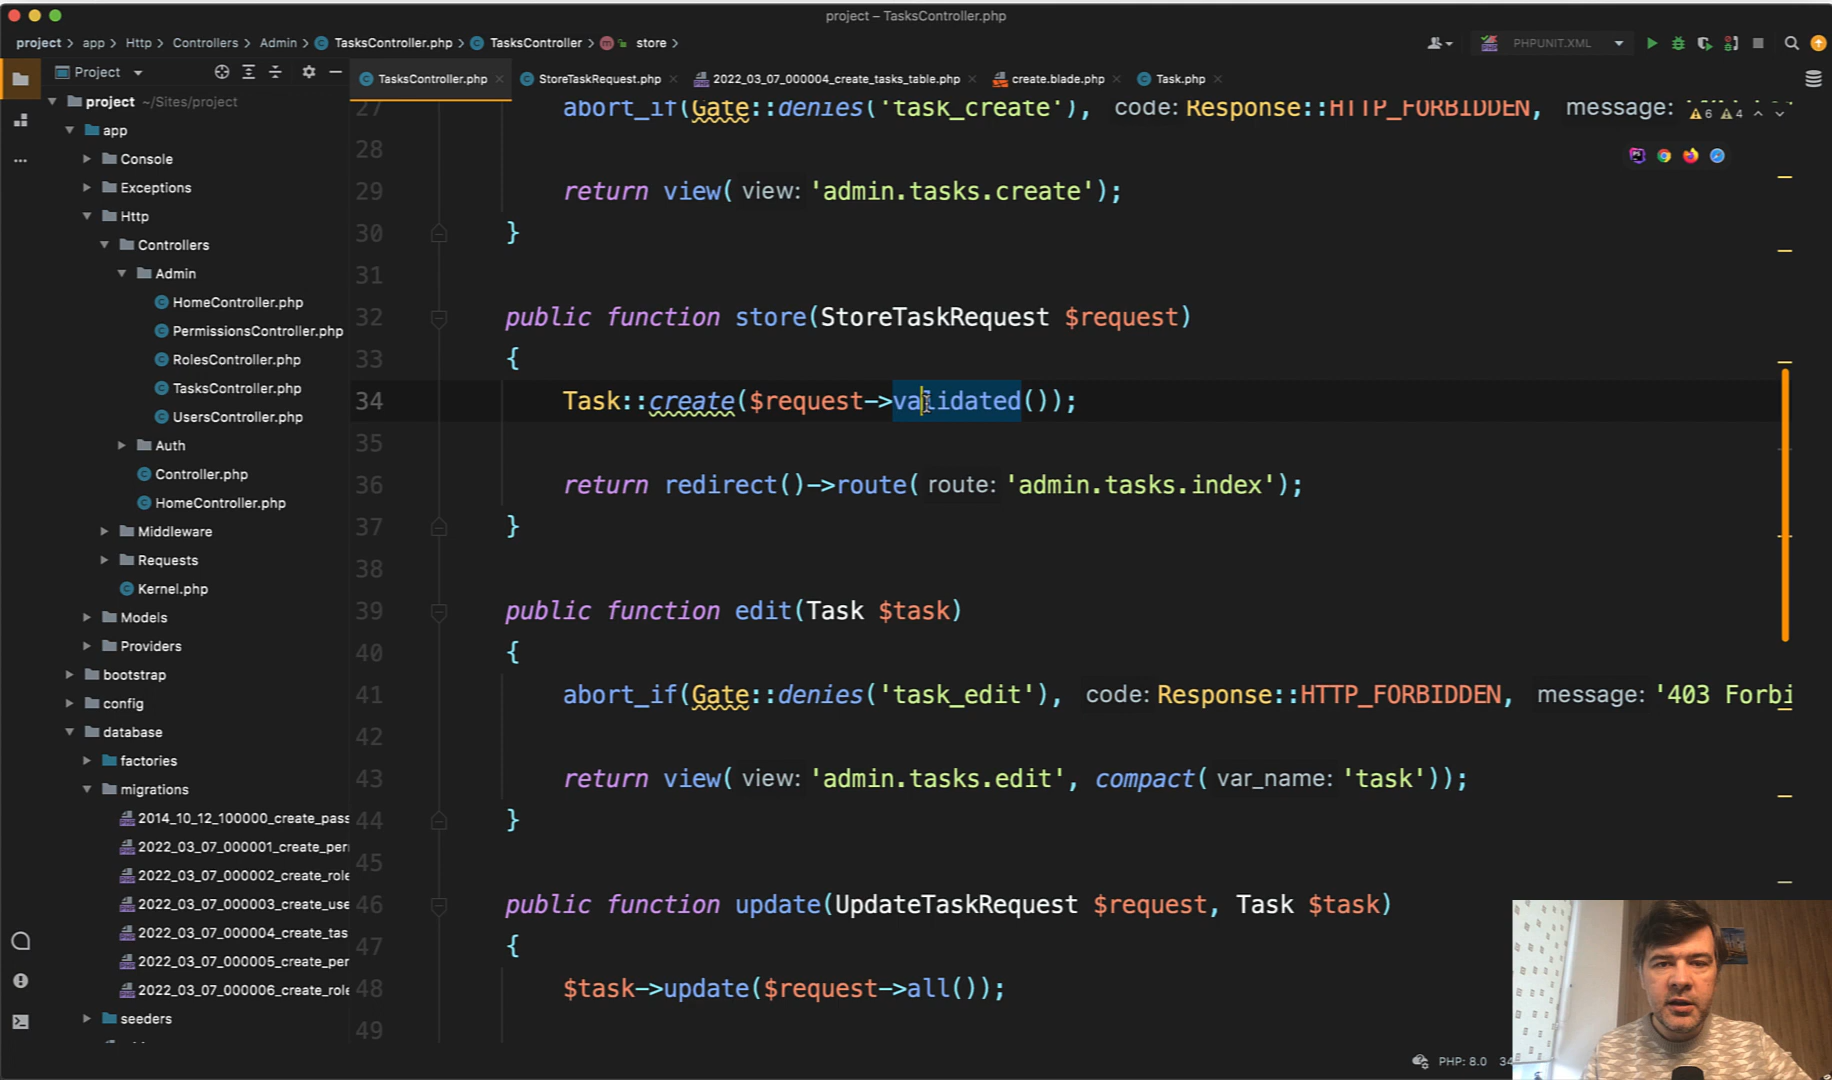 project – TasksController.php
project > app > Http > Controllers > Admin > TasksController.php > TasksController > m store >
PHPUNIT.XML
Project
TasksController.php
StoreTaskRequest.php
2022_03_07_000004_create_tasks_table.php
create.blade.php
Task.php
project ~/Sites/project
app
Console
Exceptions
Http
Controllers
Admin
HomeController.php
PermissionsController.php
RolesController.php
TasksController.php
UsersController.php
Auth
Controller.php
HomeController.php
Middleware
Requests
Kernel.php
Models
Providers
bootstrap
config
database
factories
migrations
2014_10_12_100000_create_pass
2022_03_07_000001_create_per
2022_03_07_000002_create_role
2022_03_07_000003_create_use
2022_03_07_000004_create_tas
2022_03_07_000005_create_per
2022_03_07_000006_create_role
seeders
6 4
27 abort_if(Gate::denies('task_create'), code: Response::HTTP_FORBIDDEN, message:
28
29 return view( view: 'admin.tasks.create');
30 }
31
32 public function store(StoreTaskRequest $request)
33 {
34 Task::create($request->validated());
35
36 return redirect()->route( route: 'admin.tasks.index');
37 }
38
39 public function edit(Task $task)
40 {
41 abort_if(Gate::denies('task_edit'), code: Response::HTTP_FORBIDDEN, message: '403 Forbi
42
43 return view( view: 'admin.tasks.edit', compact( var_name: 'task'));
44 }
45
46 public function update(UpdateTaskRequest $request, Task $task)
47 {
48 $task->update($request->all());
49
PHP: 8.0 34